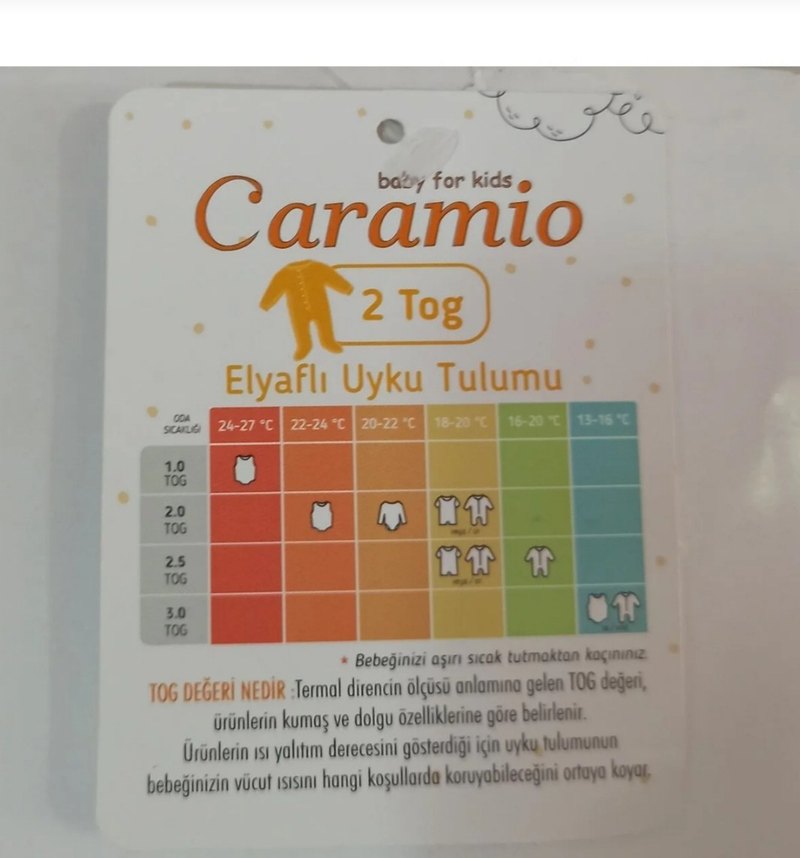 baby for kids
Caramio
2 Tog
Elyaflı Uyku Tulumu
ODA SICAKLIĞI 24-27 °C 22-24 °C 20-22 °C 18-20 °C 16-20 °C 13-16 °C
1.0 TOG
2.0 TOG
2.5 TOG
3.0 TOG
* Bebeğinizi aşırı sıcak tutmaktan kaçınınız.
TOG DEĞERİ NEDİR :Termal direncin ölçüsü anlamına gelen TOG değeri,
ürünlerin kumaş ve dolgu özelliklerine göre belirlenir.
Ürünlerin ısı yalıtım derecesini gösterdiği için uyku tulumunun
bebeğinizin vücut ısısını hangi koşullarda koruyabileceğini ortaya koyar.